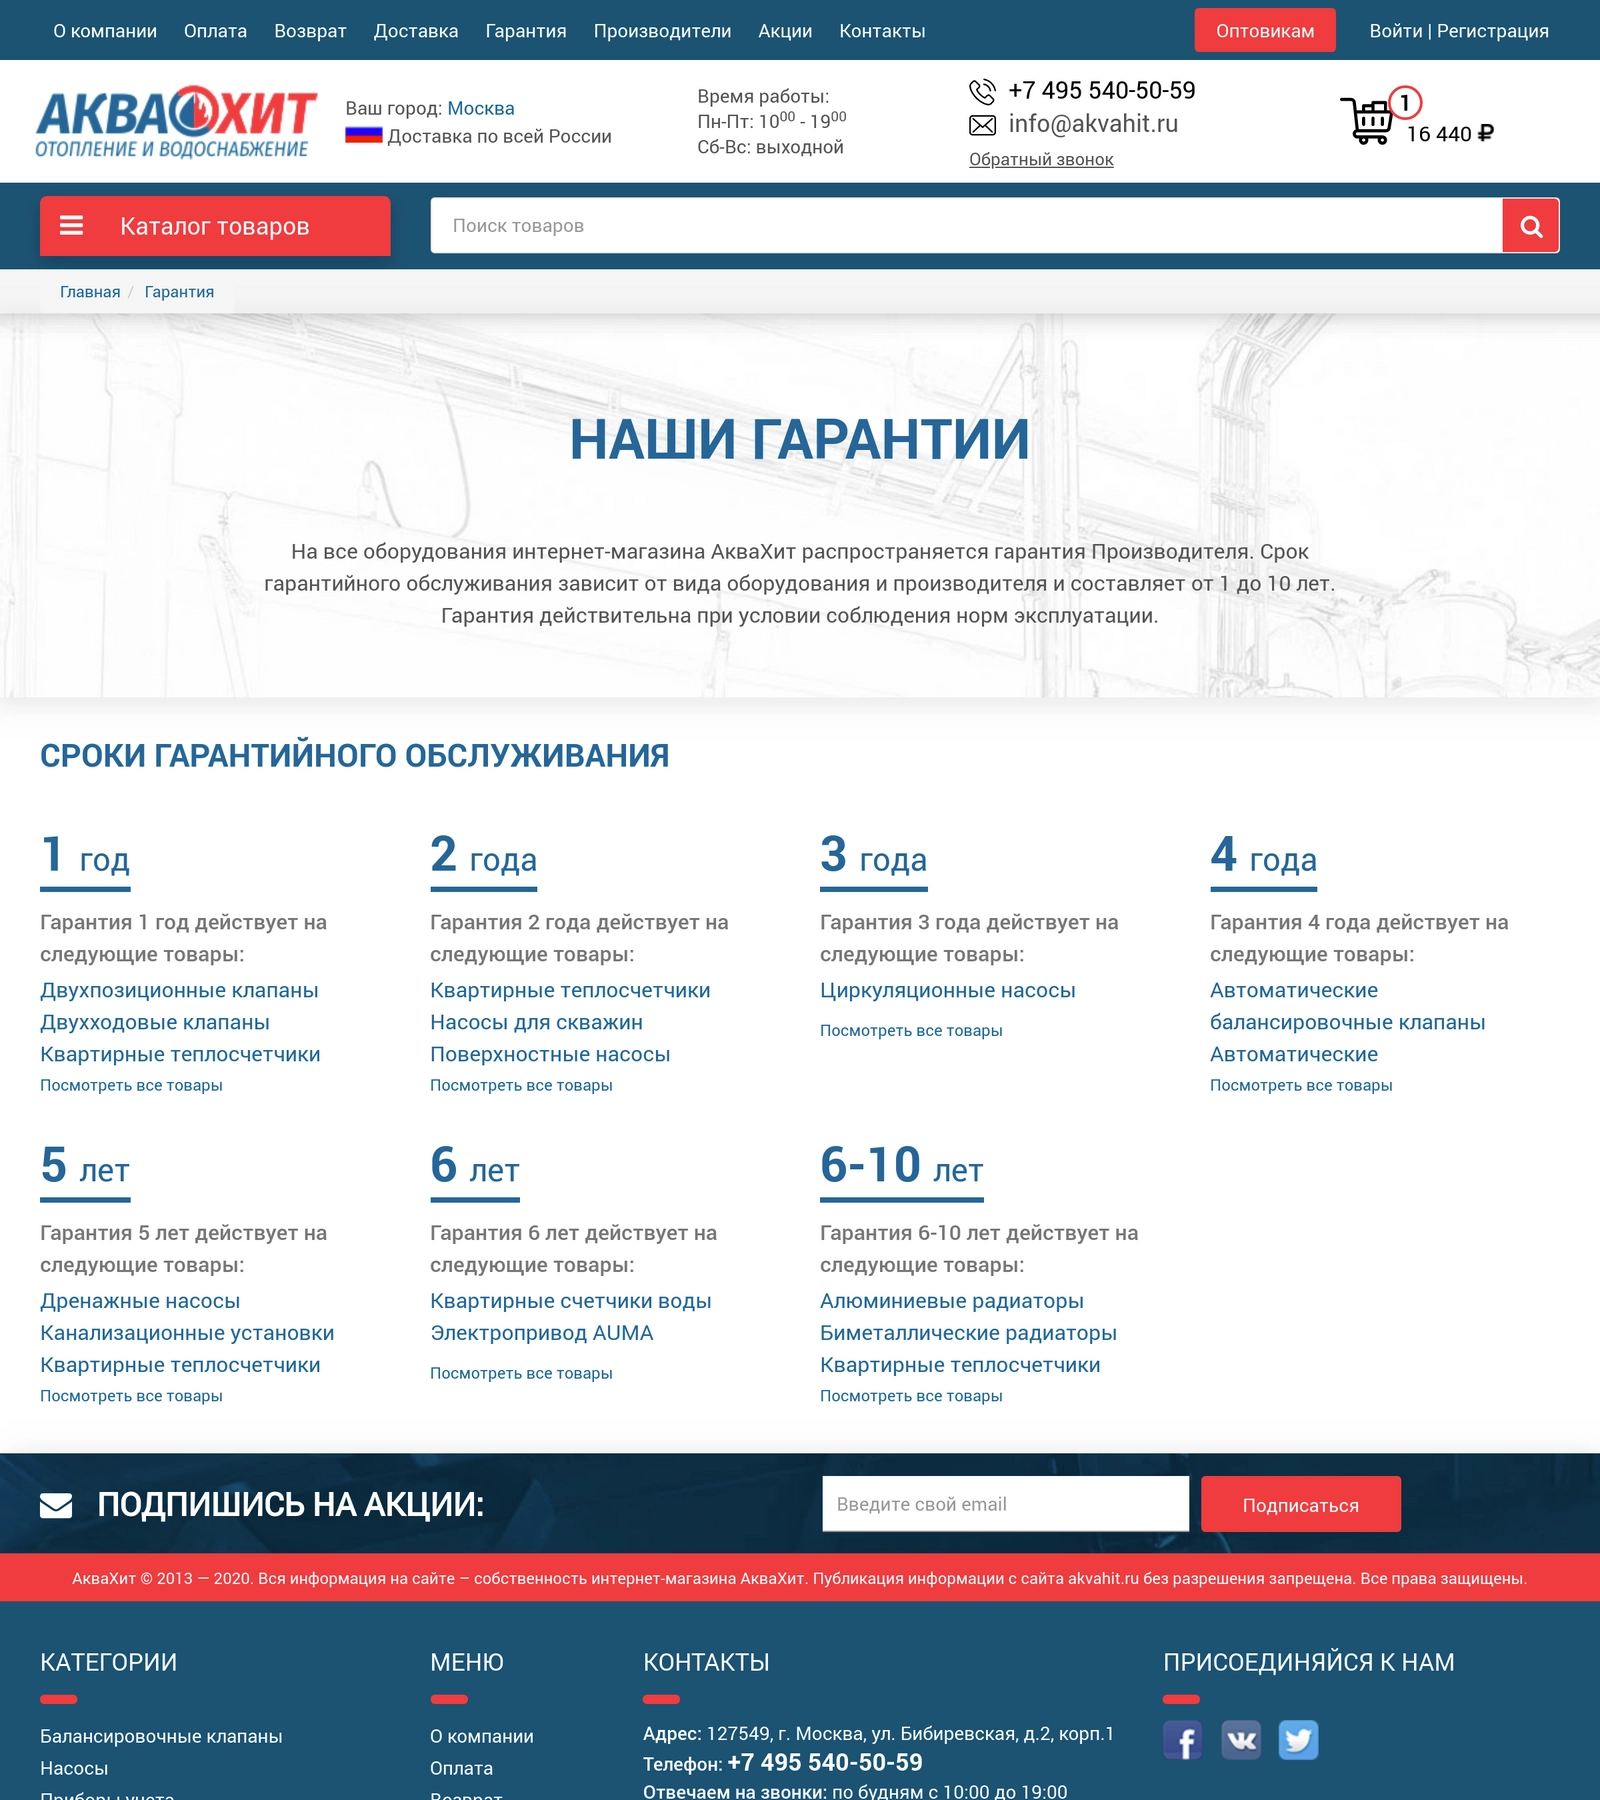 О компании Оплата Возврат Доставка Гарантия Производители Акции Контакты Оптовикам Войти | Регистрация
АКВАХИТ
ОТОПЛЕНИЕ И ВОДОСНАБЖЕНИЕ
Ваш город: Москва
Доставка по всей России
Время работы:
Пн-Пт: 10⁰⁰ - 19⁰⁰
Сб-Вс: выходной
+7 495 540-50-59
info@akvahit.ru
Обратный звонок
1
16 440 ₽
Каталог товаров
Поиск товаров
Главная / Гарантия
НАШИ ГАРАНТИИ
На все оборудования интернет-магазина АкваХит распространяется гарантия Производителя. Срок
гарантийного обслуживания зависит от вида оборудования и производителя и составляет от 1 до 10 лет.
Гарантия действительна при условии соблюдения норм эксплуатации.
СРОКИ ГАРАНТИЙНОГО ОБСЛУЖИВАНИЯ
1 год
Гарантия 1 год действует на
следующие товары:
Двухпозиционные клапаны
Двухходовые клапаны
Квартирные теплосчетчики
Посмотреть все товары
2 года
Гарантия 2 года действует на
следующие товары:
Квартирные теплосчетчики
Насосы для скважин
Поверхностные насосы
Посмотреть все товары
3 года
Гарантия 3 года действует на
следующие товары:
Циркуляционные насосы
Посмотреть все товары
4 года
Гарантия 4 года действует на
следующие товары:
Автоматические
балансировочные клапаны
Автоматические
Посмотреть все товары
5 лет
Гарантия 5 лет действует на
следующие товары:
Дренажные насосы
Канализационные установки
Квартирные теплосчетчики
Посмотреть все товары
6 лет
Гарантия 6 лет действует на
следующие товары:
Квартирные счетчики воды
Электропривод AUMA
Посмотреть все товары
6-10 лет
Гарантия 6-10 лет действует на
следующие товары:
Алюминиевые радиаторы
Биметаллические радиаторы
Квартирные теплосчетчики
Посмотреть все товары
ПОДПИШИСЬ НА АКЦИИ:
Введите свой email
Подписаться
АкваХит © 2013 — 2020. Вся информация на сайте – собственность интернет-магазина АкваХит. Публикация информации с сайта akvahit.ru без разрешения запрещена. Все права защищены.
КАТЕГОРИИ
Балансировочные клапаны
Насосы
Приборы учета
МЕНЮ
О компании
Оплата
Возврат
КОНТАКТЫ
Адрес: 127549, г. Москва, ул. Бибиревская, д.2, корп.1
Телефон: +7 495 540-50-59
Отвечаем на звонки: по будням с 10:00 до 19:00
ПРИСОЕДИНЯЙСЯ К НАМ